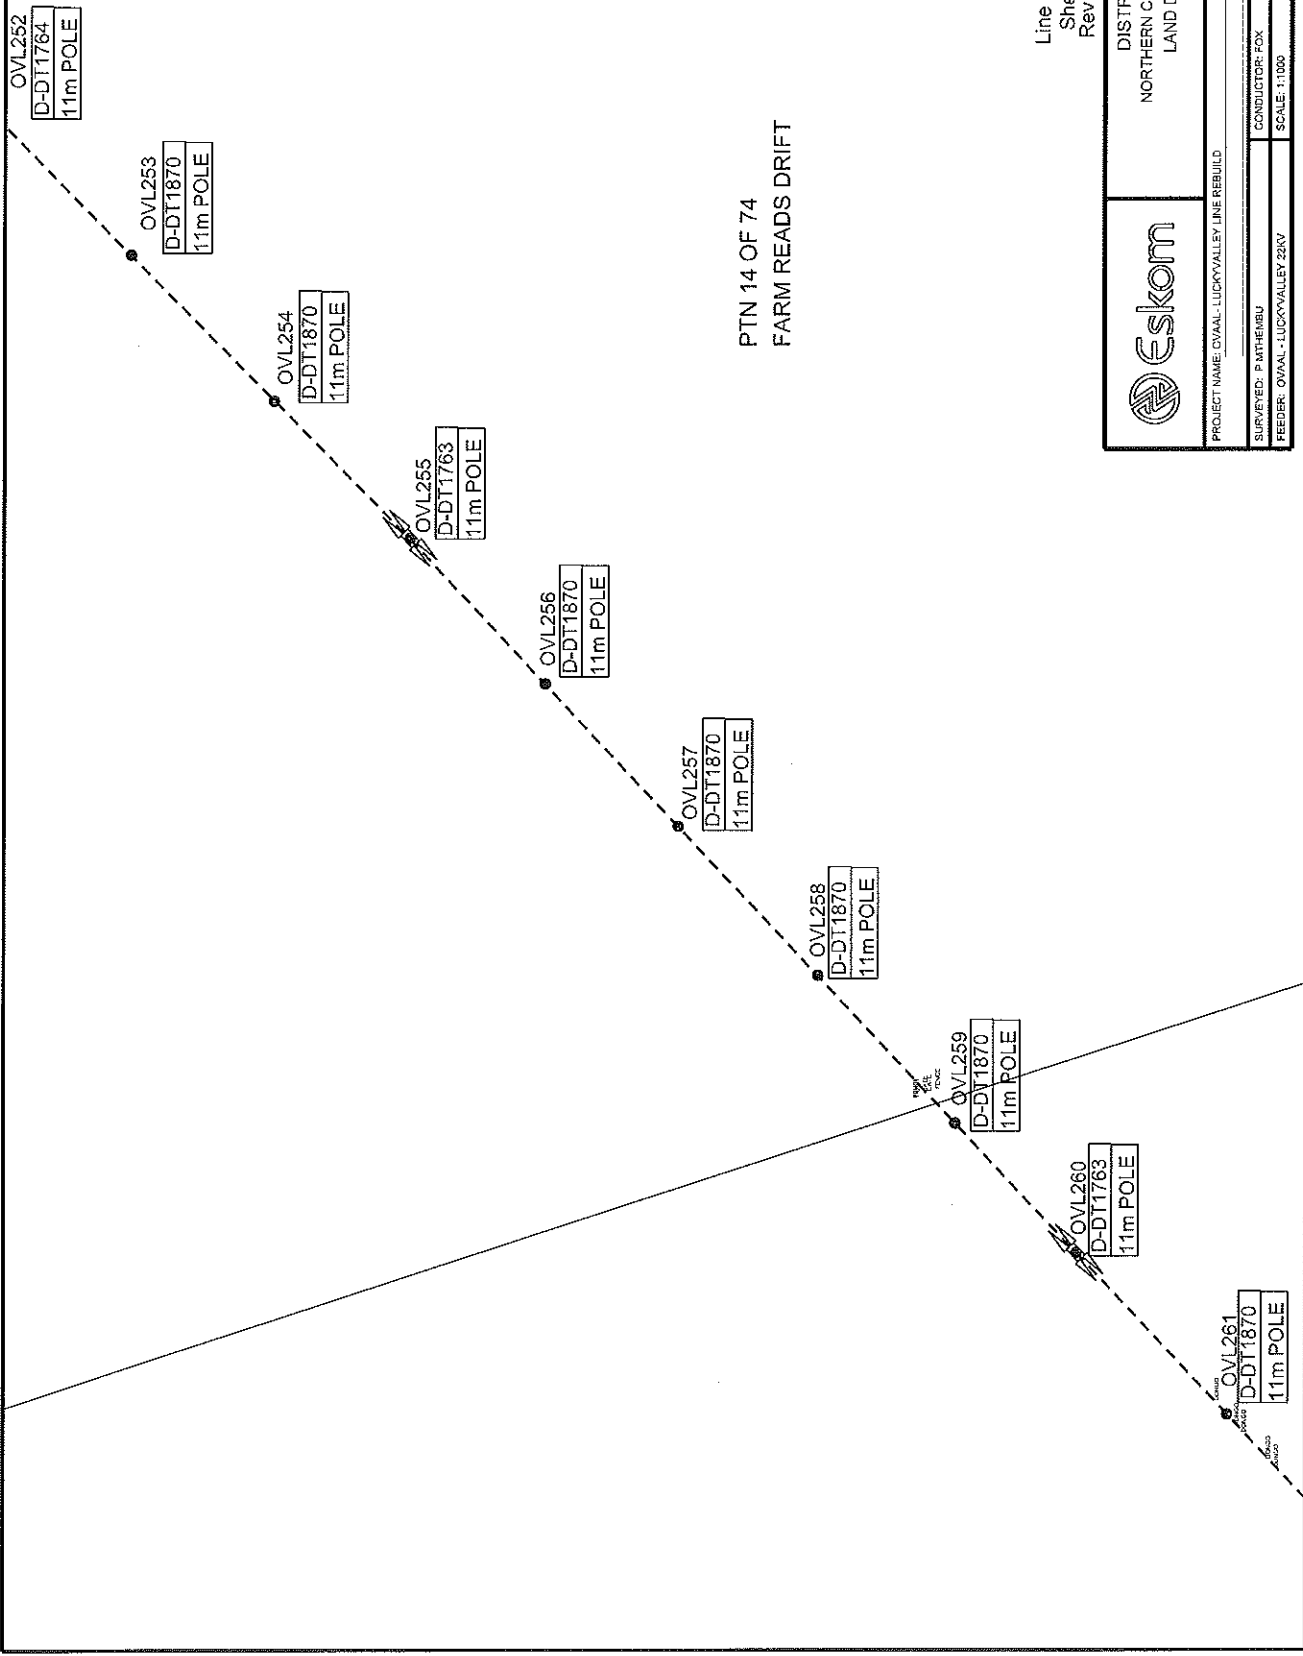 OVL252
D-DT1764
11m POLE
OVL253
D-DT1870
11m POLE
OVL254
D-DT1870
11m POLE
OVL255
D-DT1763
11m POLE
OVL256
D-DT1870
11m POLE
OVL257
D-DT1870
11m POLE
OVL258
D-DT1870
11m POLE
FENCE
OVL259
D-DT1870
11m POLE
OVL260
D-DT1763
11m POLE
OVL261
D-DT1870
11m POLE
PTN 14 OF 74
FARM READS DRIFT
Line
She
Rev
Eskom
DISTR
NORTHERN C
LAND D
PROJECT NAME: OVAAL- LUCKYVALLEY LINE REBUILD
SURVEYED: P MTHEMBU
CONDUCTOR: FOX
FEEDER: OVAAL - LUCKYVALLEY 22KV
SCALE: 1:1000